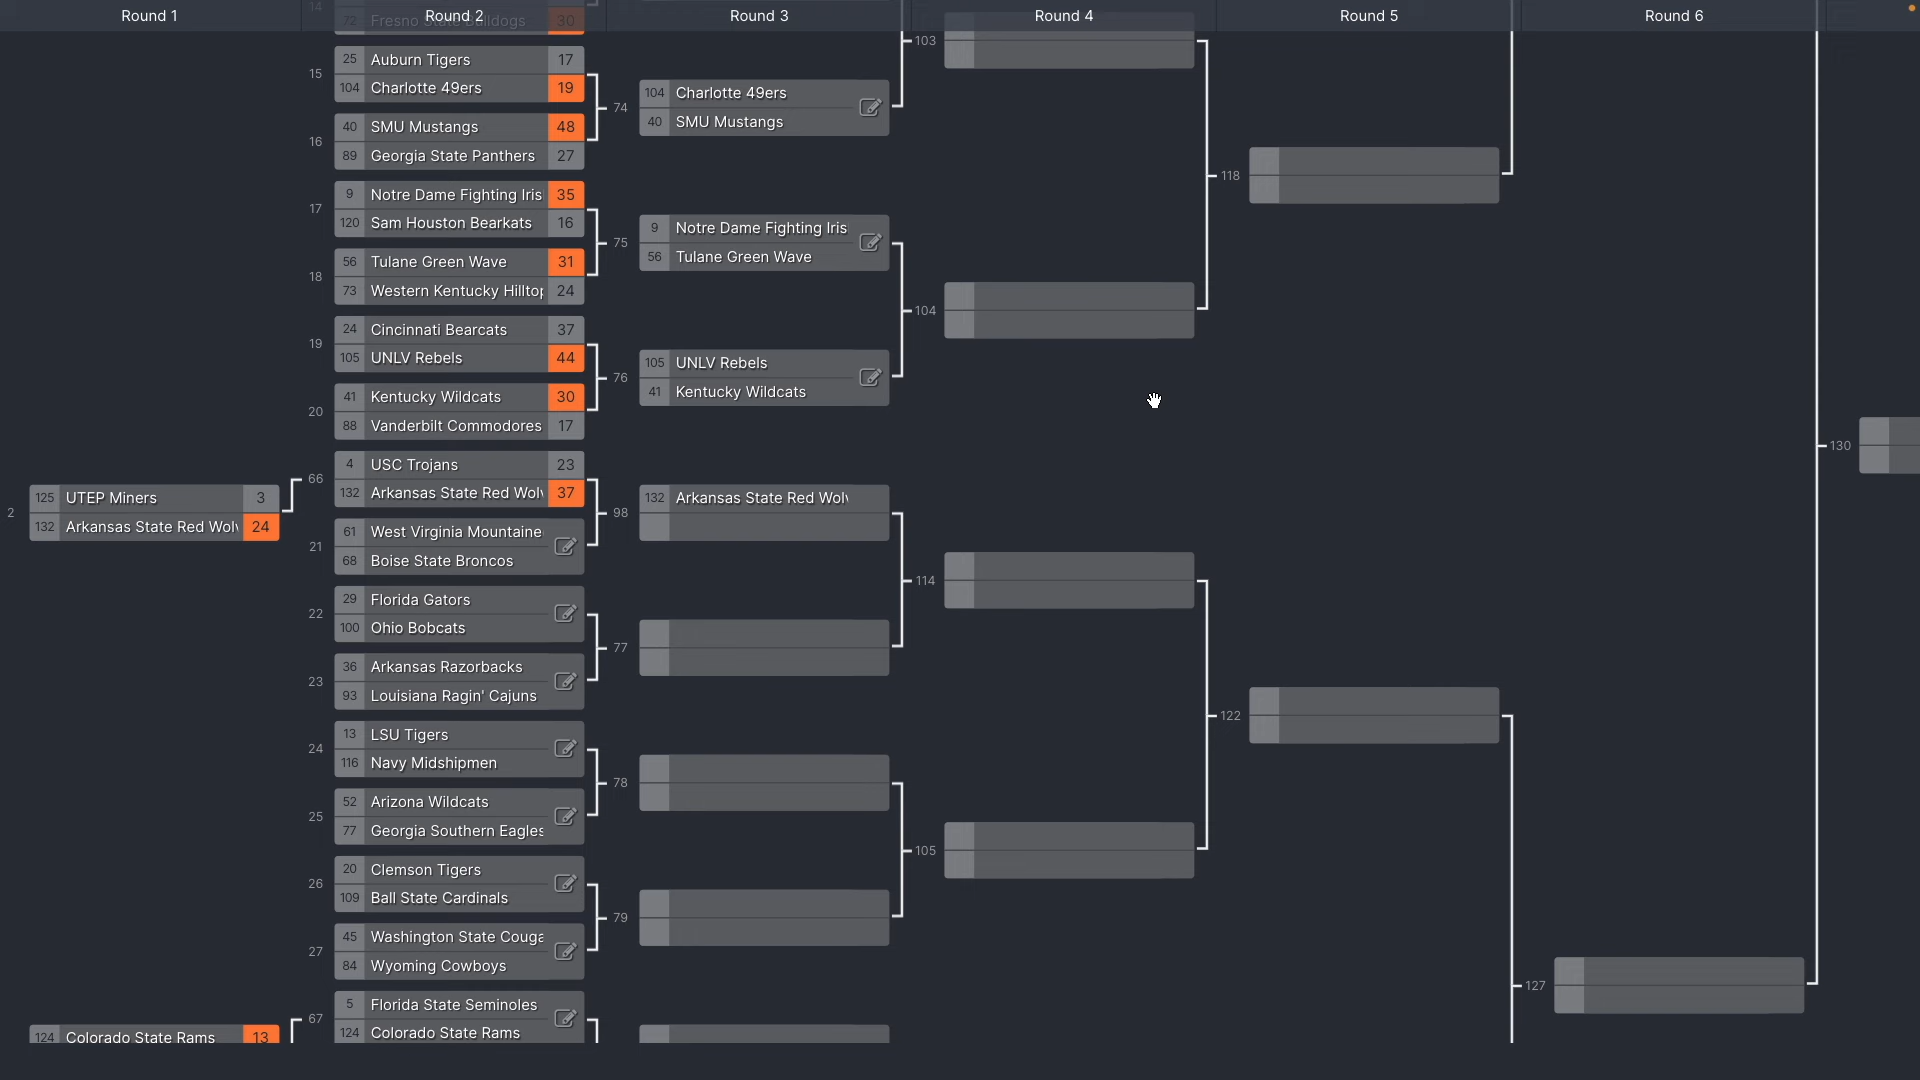 Round 1
Round 2
Round 3
Round 4
Round 5
Round 6
14
72 Fresno State Bulldogs 30
15
25 Auburn Tigers 17
104 Charlotte 49ers 19
16
40 SMU Mustangs 48
89 Georgia State Panthers 27
17
9 Notre Dame Fighting Iris 35
120 Sam Houston Bearkats 16
18
56 Tulane Green Wave 31
73 Western Kentucky Hilltop 24
19
24 Cincinnati Bearcats 37
105 UNLV Rebels 44
20
41 Kentucky Wildcats 30
88 Vanderbilt Commodores 17
2
125 UTEP Miners 3
132 Arkansas State Red Wolv 24
66
4 USC Trojans 23
132 Arkansas State Red Wolv 37
21
61 West Virginia Mountaine
68 Boise State Broncos
22
29 Florida Gators
100 Ohio Bobcats
23
36 Arkansas Razorbacks
93 Louisiana Ragin' Cajuns
24
13 LSU Tigers
116 Navy Midshipmen
25
52 Arizona Wildcats
77 Georgia Southern Eagles
26
20 Clemson Tigers
109 Ball State Cardinals
27
45 Washington State Couga
84 Wyoming Cowboys
124 Colorado State Rams 13
67
5 Florida State Seminoles
124 Colorado State Rams
74
104 Charlotte 49ers
40 SMU Mustangs
75
9 Notre Dame Fighting Iris
56 Tulane Green Wave
76
105 UNLV Rebels
41 Kentucky Wildcats
98
132 Arkansas State Red Wolv
77
78
79
103
104
114
105
118
122
127
130